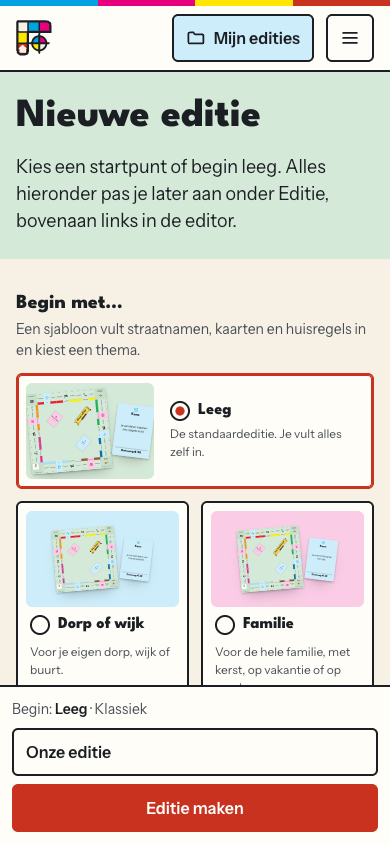 Mijn edities
Nieuwe editie
Kies een startpunt of begin leeg. Alles
hieronder pas je later aan onder Editie,
bovenaan links in de editor.
Begin met...
Een sjabloon vult straatnamen, kaarten en huisregels in
en kiest een thema.
Leeg
De standaardeditie. Je vult alles
zelf in.
Dorp of wijk
Voor je eigen dorp, wijk of
buurt.
Familie
Voor de hele familie, met
kerst, op vakantie of op
Begin: Leeg · Klassiek
Onze editie
Editie maken